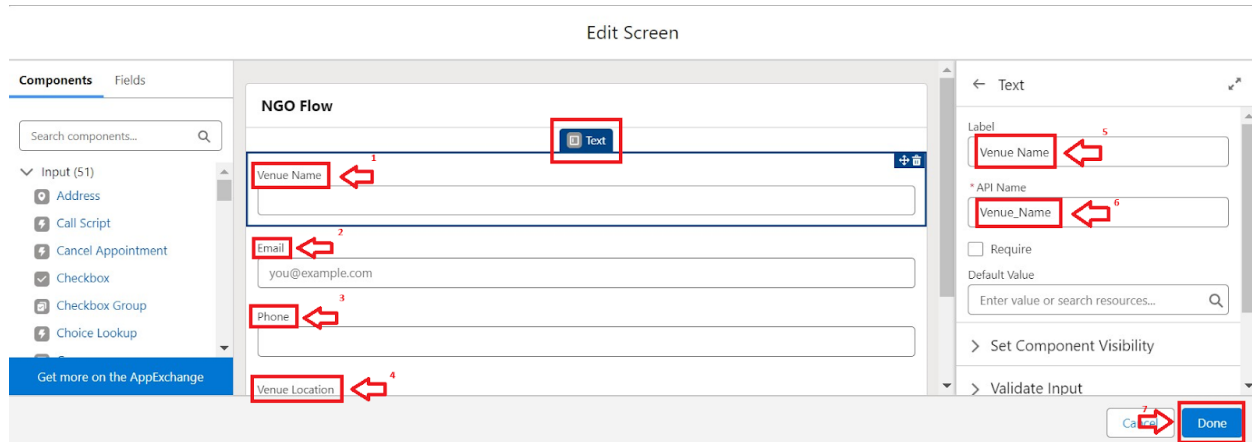 Edit Screen
Components Fields
Search components...
Input (51)
Address
Call Script
Cancel Appointment
Checkbox
Checkbox Group
Choice Lookup
Get more on the AppExchange
NGO Flow
Text
Venue Name 1
Email 2
you@example.com
Phone 3
Venue Location 4
Text
Label
Venue Name 5
* API Name
Venue_Name 6
Require
Default Value
Enter value or search resources...
Set Component Visibility
Validate Input
7
Cancel Done